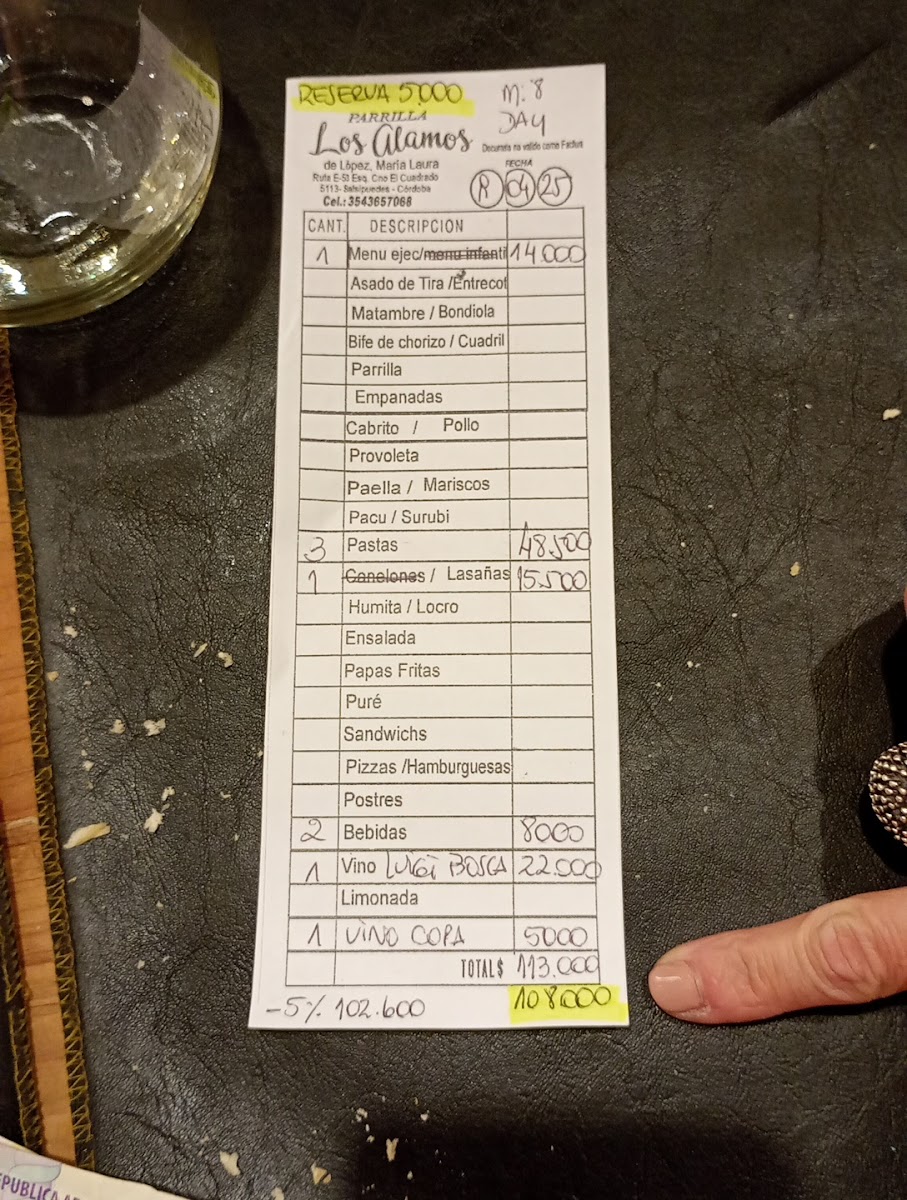 RESERVA 5.000
M: 8
DAY
PARRILLA
Los Alamos
Documento no valido como Factura
de López, María Laura
Ruta E-53 Esq. Cno El Cuadrado
5113- Salsipuedes - Córdoba
Cel.: 3543657068
FECHA
04 25
CANT. DESCRIPCION
1 Menu ejec/menu infanti 14.000
Asado de Tira /Entrecot
Matambre / Bondiola
Bife de chorizo / Cuadril
Parrilla
Empanadas
Cabrito / Pollo
Provoleta
Paella / Mariscos
Pacu / Surubi
3 Pastas 48.500
1 Canelones / Lasañas 15.500
Humita / Locro
Ensalada
Papas Fritas
Puré
Sandwichs
Pizzas /Hamburguesas
Postres
2 Bebidas 8000
1 Vino LUIGI BOSCA 22.000
Limonada
1 VINO COPA 5000
TOTAL$ 113.000
-5% 102.600
108.000